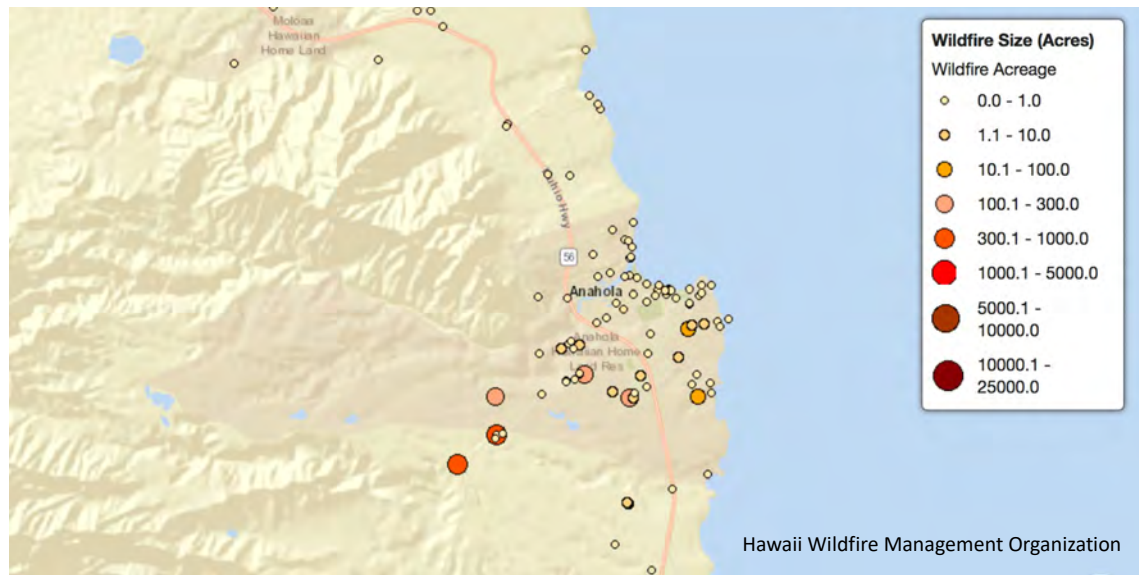 Moloaa
Hawaiian
Home Land
uhio Hwy
56
Anahola
Anahola
Hawaiian Home
Land Res
Wildfire Size (Acres)
Wildfire Acreage
0.0 - 1.0
1.1 - 10.0
10.1 - 100.0
100.1 - 300.0
300.1 - 1000.0
1000.1 - 5000.0
5000.1 -
10000.0
10000.1 -
25000.0
Hawaii Wildfire Management Organization